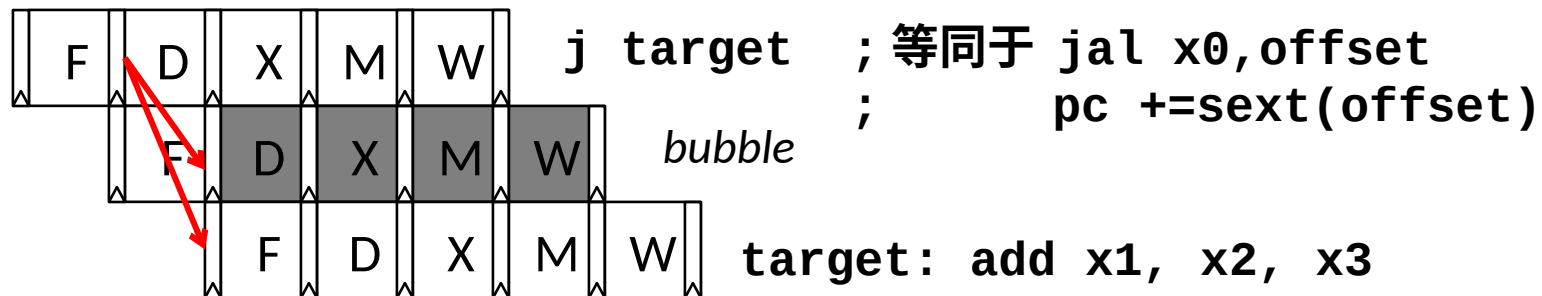 F D X M W j target ; 等同于 jal x0,offset
; pc +=sext(offset)
F D X M W bubble
F D X M W target: add x1, x2, x3